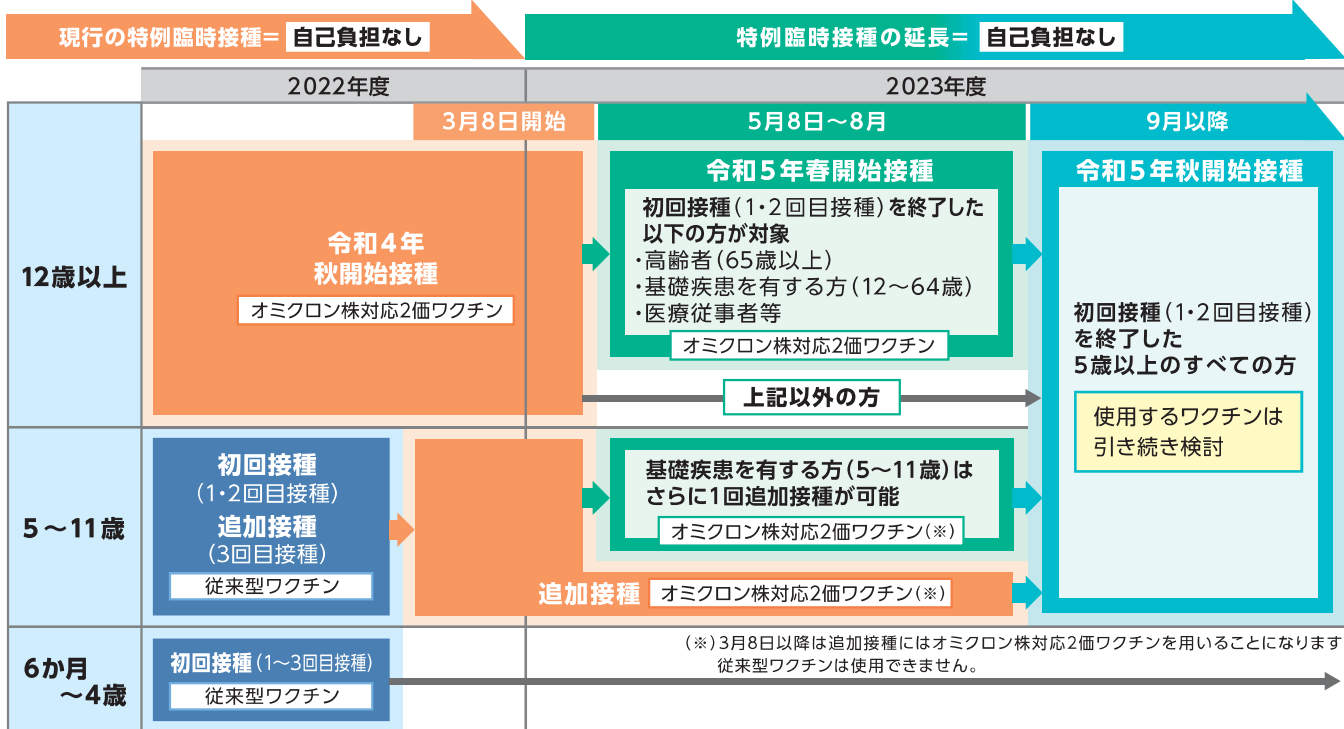 現行の特例臨時接種= 自己負担なし
特例臨時接種の延長= 自己負担なし
2022年度
2023年度
3月8日開始
5月8日～8月
9月以降
12歳以上
令和4年
秋開始接種
オミクロン株対応2価ワクチン
令和5年春開始接種
初回接種(1・2回目接種)を終了した
以下の方が対象
・高齢者(65歳以上)
・基礎疾患を有する方(12～64歳)
・医療従事者等
オミクロン株対応2価ワクチン
上記以外の方
令和5年秋開始接種
初回接種(1・2回目接種)
を終了した
5歳以上のすべての方
使用するワクチンは
引き続き検討
5～11歳
初回接種
(1・2回目接種)
追加接種
(3回目接種)
従来型ワクチン
基礎疾患を有する方(5～11歳)は
さらに1回追加接種が可能
オミクロン株対応2価ワクチン(※)
追加接種 オミクロン株対応2価ワクチン(※)
6か月
～4歳
初回接種(1～3回目接種)
従来型ワクチン
(※)3月8日以降は追加接種にはオミクロン株対応2価ワクチンを用いることになります
従来型ワクチンは使用できません。